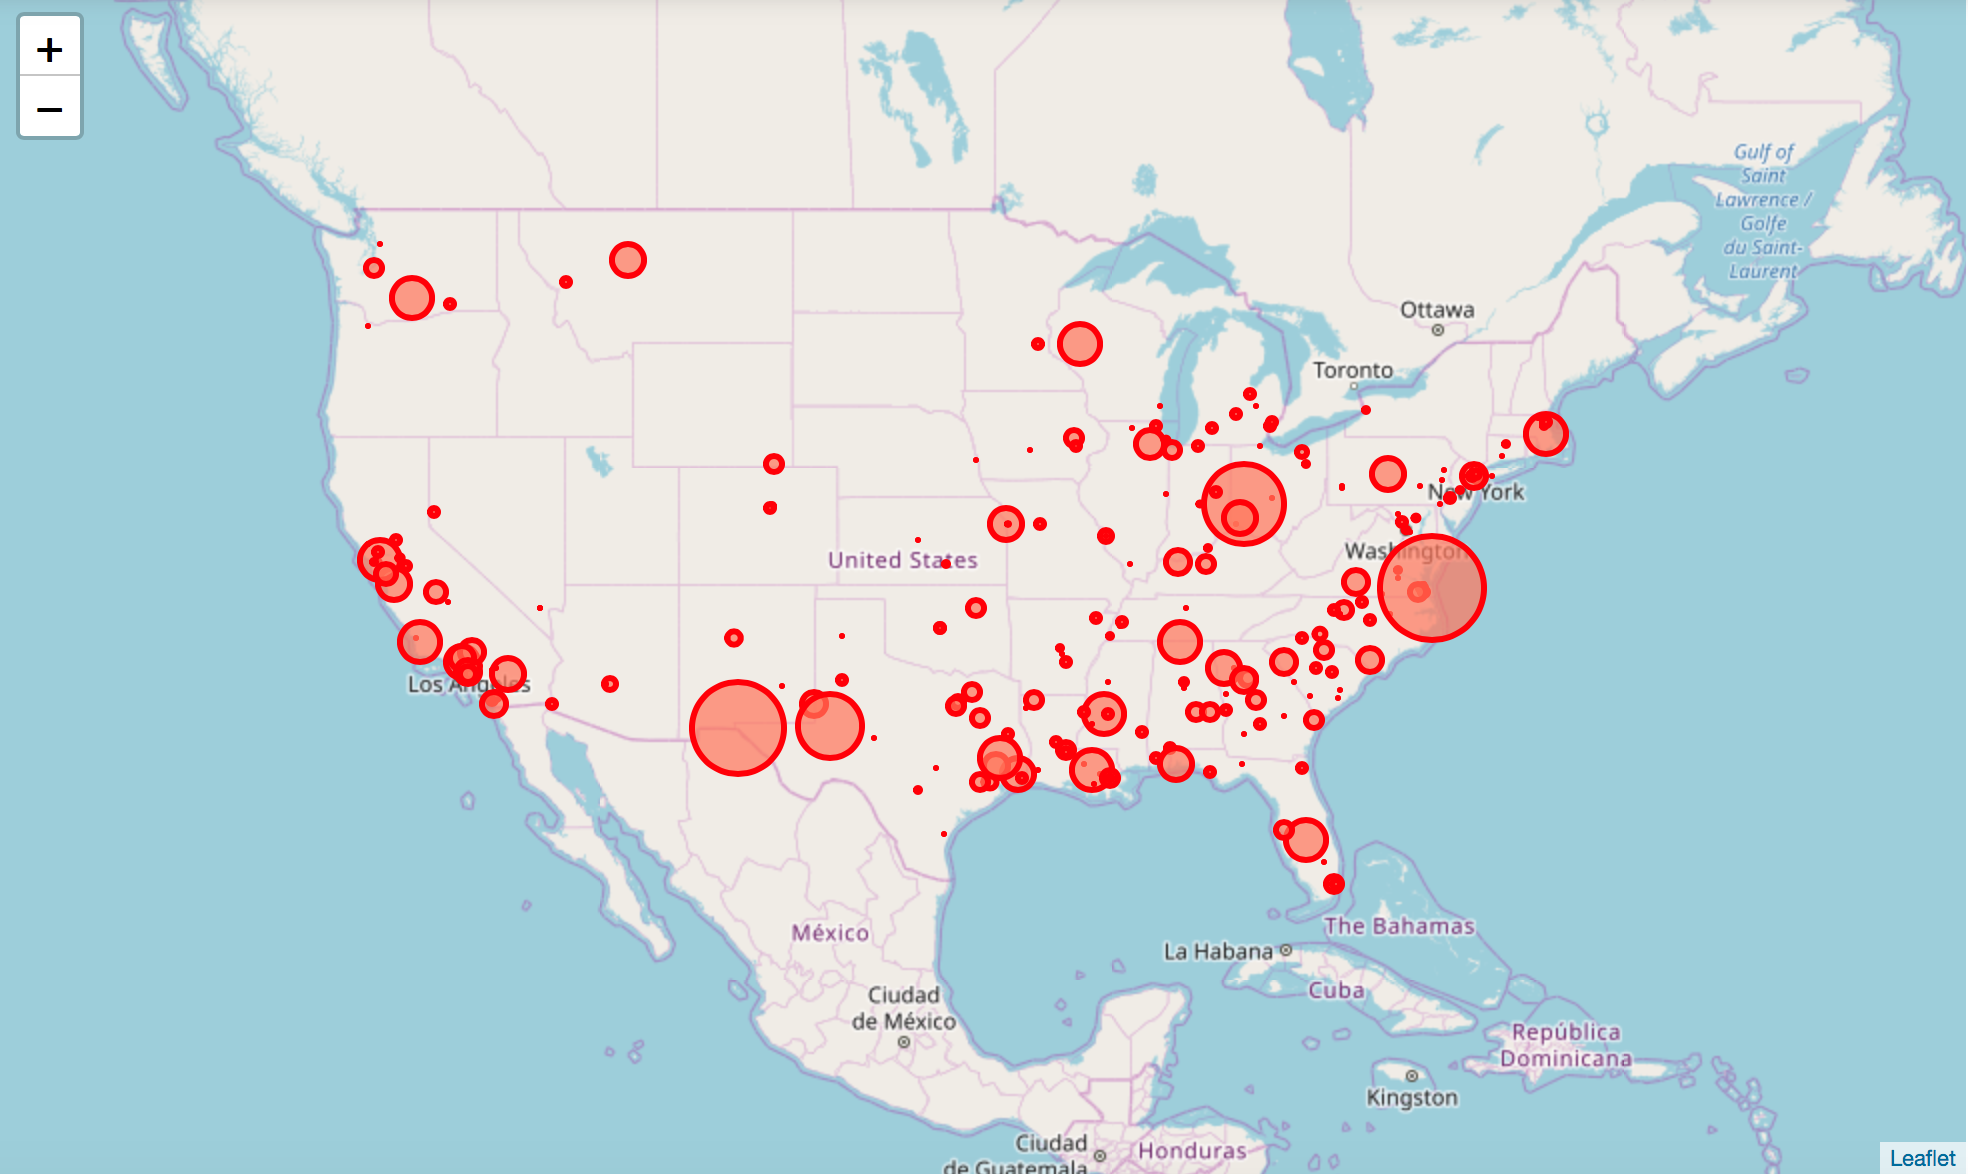 +
−
Gulf of
Saint
Lawrence /
Golfe
du Saint-
Laurent
Ottawa
Toronto
New York
Washington
United States
Los Angeles
México
The Bahamas
La Habana
Cuba
Ciudad
de México
República
Dominicana
Kingston
Ciudad
de Guatemala
Honduras
Leaflet